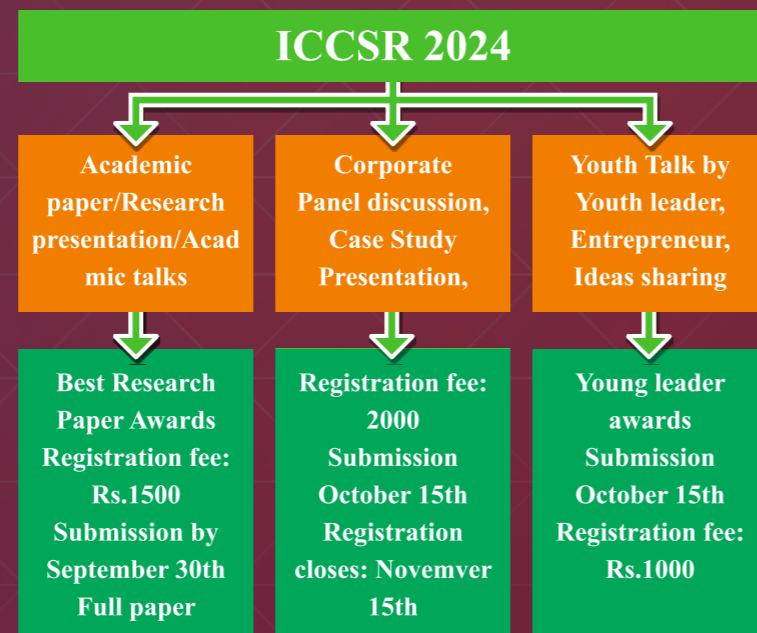 ICCSR 2024
Academic
paper/Research
presentation/Acad
mic talks
Corporate
Panel discussion,
Case Study
Presentation,
Youth Talk by
Youth leader,
Entrepreneur,
Ideas sharing
Best Research
Paper Awards
Registration fee:
Rs.1500
Submission by
September 30th
Full paper
Registration fee:
2000
Submission
October 15th
Registration
closes: Novemver
15th
Young leader
awards
Submission
October 15th
Registration fee:
Rs.1000